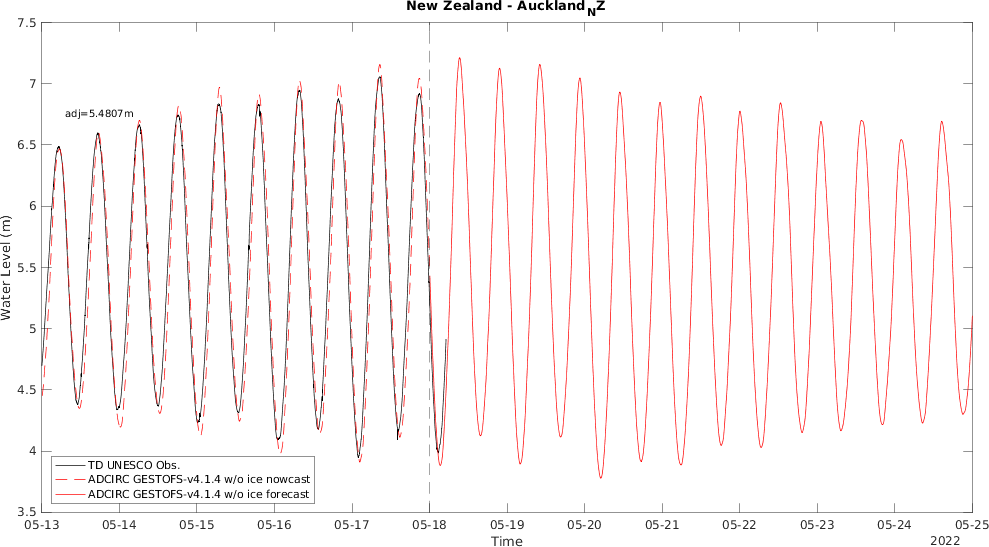 New Zealand - Auckland_NZ
7.5
7
6.5
6
5.5
5
4.5
4
3.5
Water Level (m)
adj=5.4807m
TD UNESCO Obs.
ADCIRC GESTOFS-v4.1.4 w/o ice nowcast
ADCIRC GESTOFS-v4.1.4 w/o ice forecast
05-13 05-14 05-15 05-16 05-17 05-18 05-19 05-20 05-21 05-22 05-23 05-24 05-25
Time
2022